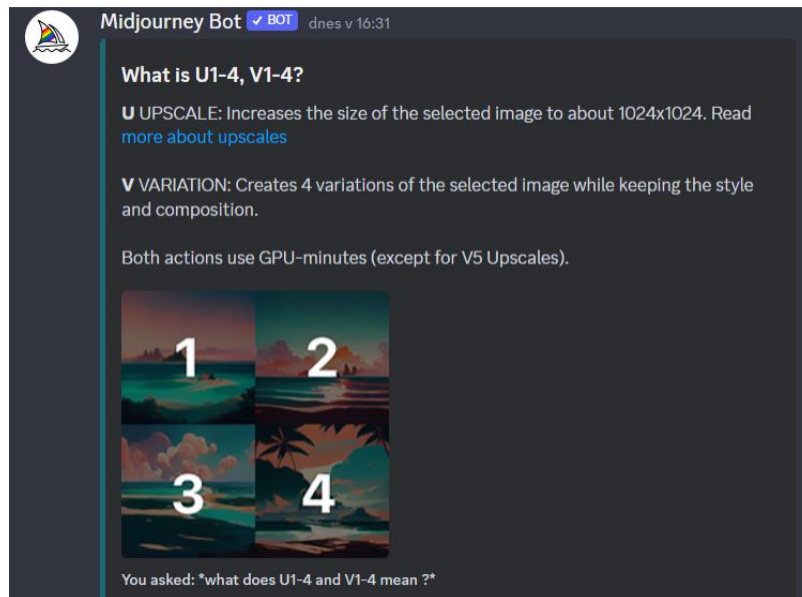 Midjourney Bot ✓ BOT dnes v 16:31
What is U1-4, V1-4?
U UPSCALE: Increases the size of the selected image to about 1024x1024. Read
more about upscales
V VARIATION: Creates 4 variations of the selected image while keeping the style
and composition.
Both actions use GPU-minutes (except for V5 Upscales).
1 2
3 4
You asked: *what does U1-4 and V1-4 mean ?*